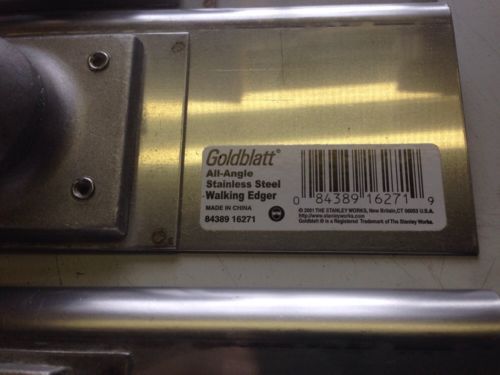 Goldblatt®
All-Angle
Stainless Steel
Walking Edger
MADE IN CHINA
84389 16271
0 84389 16271 9
© 2001 THE STANLEY WORKS, New Britain, CT 06053 U.S.A.
http://www.stanleyworks.com
Goldblatt ® is a Registered Trademark of The Stanley Works.